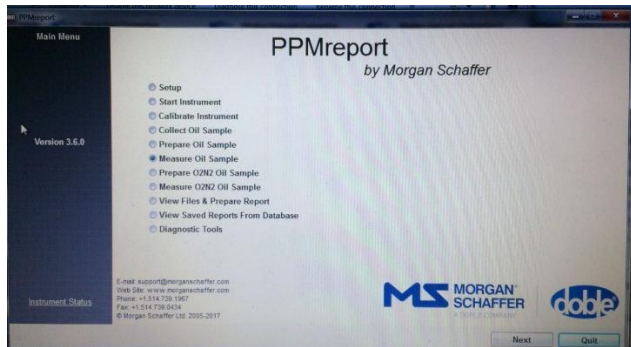 PPMreport
Main Menu
PPMreport
by Morgan Schaffer
Setup
Start Instrument
Calibrate Instrument
Collect Oil Sample
Prepare Oil Sample
Version 3.6.0
Measure Oil Sample
Prepare O2N2 Oil Sample
Measure O2N2 Oil Sample
View Files & Prepare Report
View Saved Reports From Database
Diagnostic Tools
E-mail: support@morganschaffer.com
Web Site: www.morganschaffer.com
Phone: +1.514.739.1967
Fax: +1.514.739.0434
© Morgan Schaffer Ltd. 2005-2017
Instrument Status
MS MORGAN
SCHAFFER
A DOBLE COMPANY
doble
Next
Quit